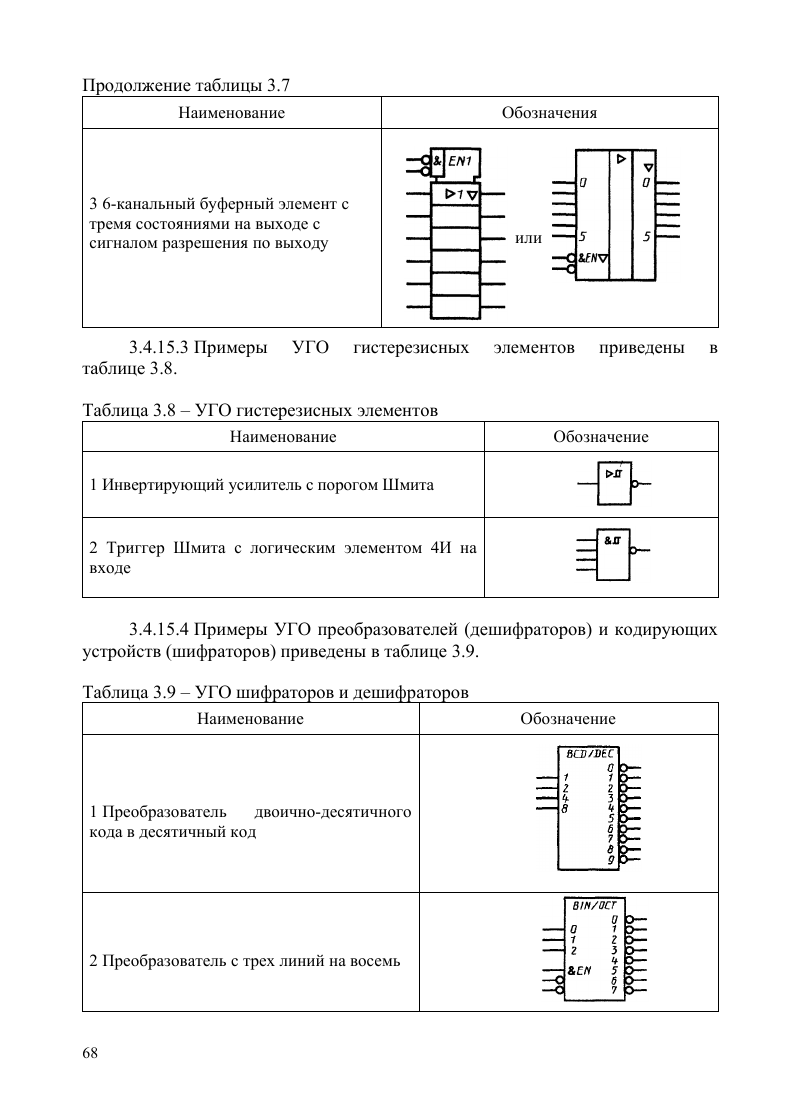 Продолжение таблицы 3.7
Наименование
Обозначения
3 6-канальный буферный элемент с
тремя состояниями на выходе с
сигналом разрешения по выходу
& EN1
▷1 ▽
или
▷
▽
0 0
5 5
&EN▽
3.4.15.3 Примеры УГО гистерезисных элементов приведены в
таблице 3.8.
Таблица 3.8 – УГО гистерезисных элементов
Наименование
Обозначение
1 Инвертирующий усилитель с порогом Шмита
▷
2 Триггер Шмита с логическим элементом 4И на
входе
&
3.4.15.4 Примеры УГО преобразователей (дешифраторов) и кодирующих
устройств (шифраторов) приведены в таблице 3.9.
Таблица 3.9 – УГО шифраторов и дешифраторов
Наименование
Обозначение
1 Преобразователь двоично-десятичного
кода в десятичный код
BCD/DEC
0
1 1
2 2
4 3
8 4
5
6
7
8
9
2 Преобразователь с трех линий на восемь
BIN/OCT
0
0 1
1 2
2 3
4
&EN 5
6
7
68